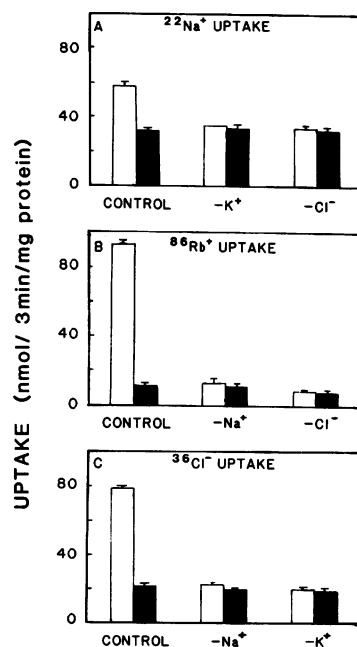 UPTAKE (nmol/ 3min/mg protein)
A
²²Na⁺ UPTAKE
80
40
0
CONTROL
-K⁺
-Cl⁻
B
⁸⁶Rb⁺ UPTAKE
80
40
0
CONTROL
-Na⁺
-Cl⁻
C
³⁶Cl⁻ UPTAKE
80
40
0
CONTROL
-Na⁺
-K⁺